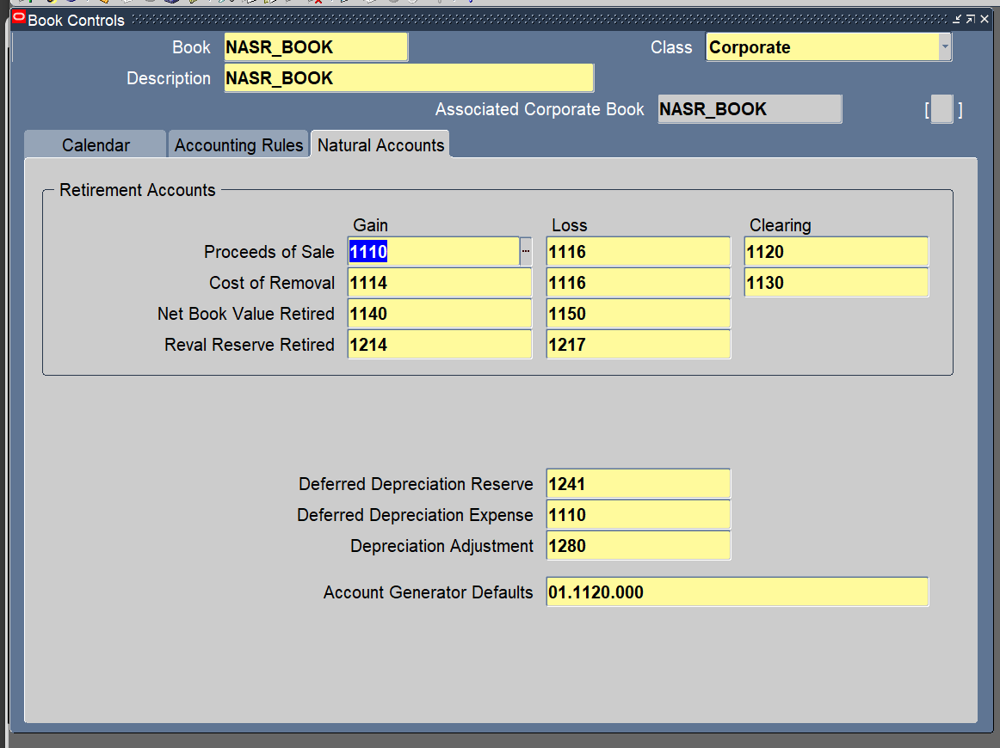 Book Controls
Book NASR_BOOK Class Corporate
Description NASR_BOOK
Associated Corporate Book NASR_BOOK [ ]
Calendar Accounting Rules Natural Accounts
Retirement Accounts
Gain Loss Clearing
Proceeds of Sale 1110 ... 1116 1120
Cost of Removal 1114 1116 1130
Net Book Value Retired 1140 1150
Reval Reserve Retired 1214 1217
Deferred Depreciation Reserve 1241
Deferred Depreciation Expense 1110
Depreciation Adjustment 1280
Account Generator Defaults 01.1120.000